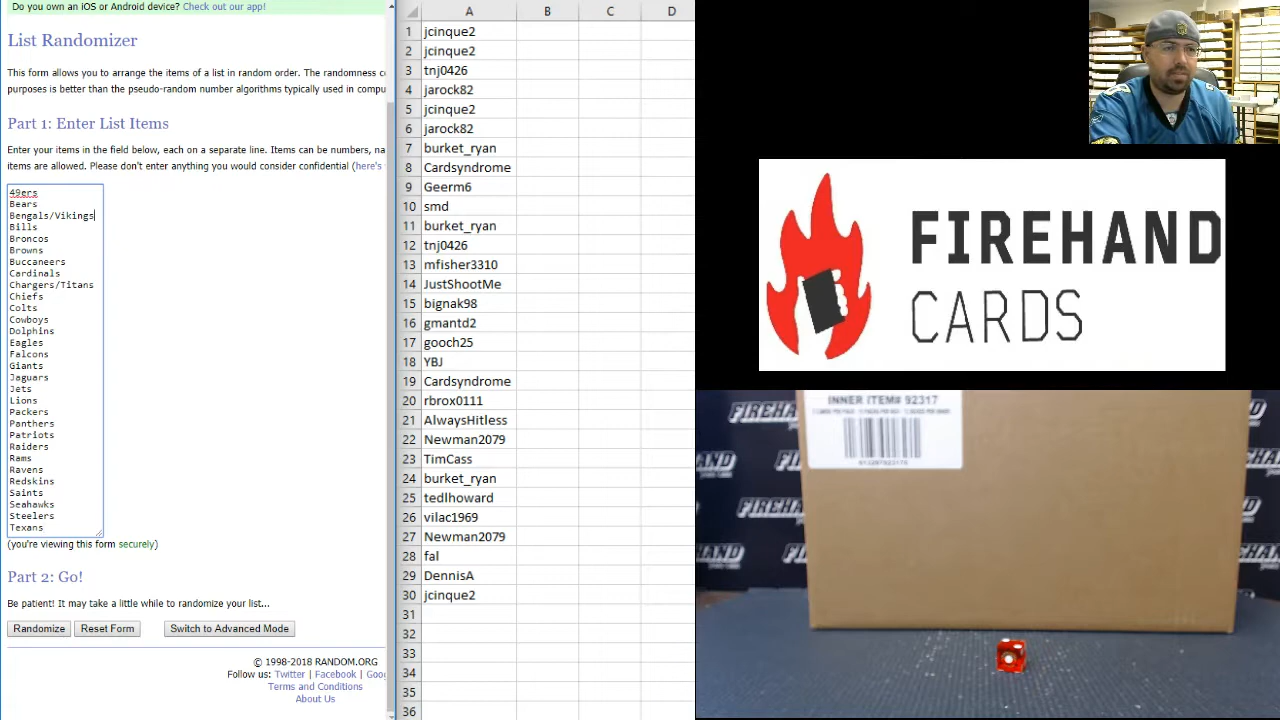 Do you own an iOS or Android device? Check out our app!
List Randomizer
This form allows you to arrange the items of a list in random order. The randomness c
purposes is better than the pseudo-random number algorithms typically used in compu
Part 1: Enter List Items
Enter your items in the field below, each on a separate line. Items can be numbers, na
items are allowed. Please don't enter anything you would consider confidential (here's
49ers
Bears
Bengals/Vikings
Bills
Broncos
Browns
Buccaneers
Cardinals
Chargers/Titans
Chiefs
Colts
Cowboys
Dolphins
Eagles
Falcons
Giants
Jaguars
Jets
Lions
Packers
Panthers
Patriots
Raiders
Rams
Ravens
Redskins
Saints
Seahawks
Steelers
Texans
(you're viewing this form securely)
Part 2: Go!
Be patient! It may take a little while to randomize your list...
Randomize Reset Form Switch to Advanced Mode
© 1998-2018 RANDOM.ORG
Follow us: Twitter | Facebook | Goo
Terms and Conditions
About Us
A B C D
1 jcinque2
2 jcinque2
3 tnj0426
4 jarock82
5 jcinque2
6 jarock82
7 burket_ryan
8 Cardsyndrome
9 Geerm6
10 smd
11 burket_ryan
12 tnj0426
13 mfisher3310
14 JustShootMe
15 bignak98
16 gmantd2
17 gooch25
18 YBJ
19 Cardsyndrome
20 rbrox0111
21 AlwaysHitless
22 Newman2079
23 TimCass
24 burket_ryan
25 tedlhoward
26 vilac1969
27 Newman2079
28 fal
29 DennisA
30 jcinque2
31
32
33
34
35
36
FIREHAND
CARDS
INNER ITEM# 92317
FIREHAND